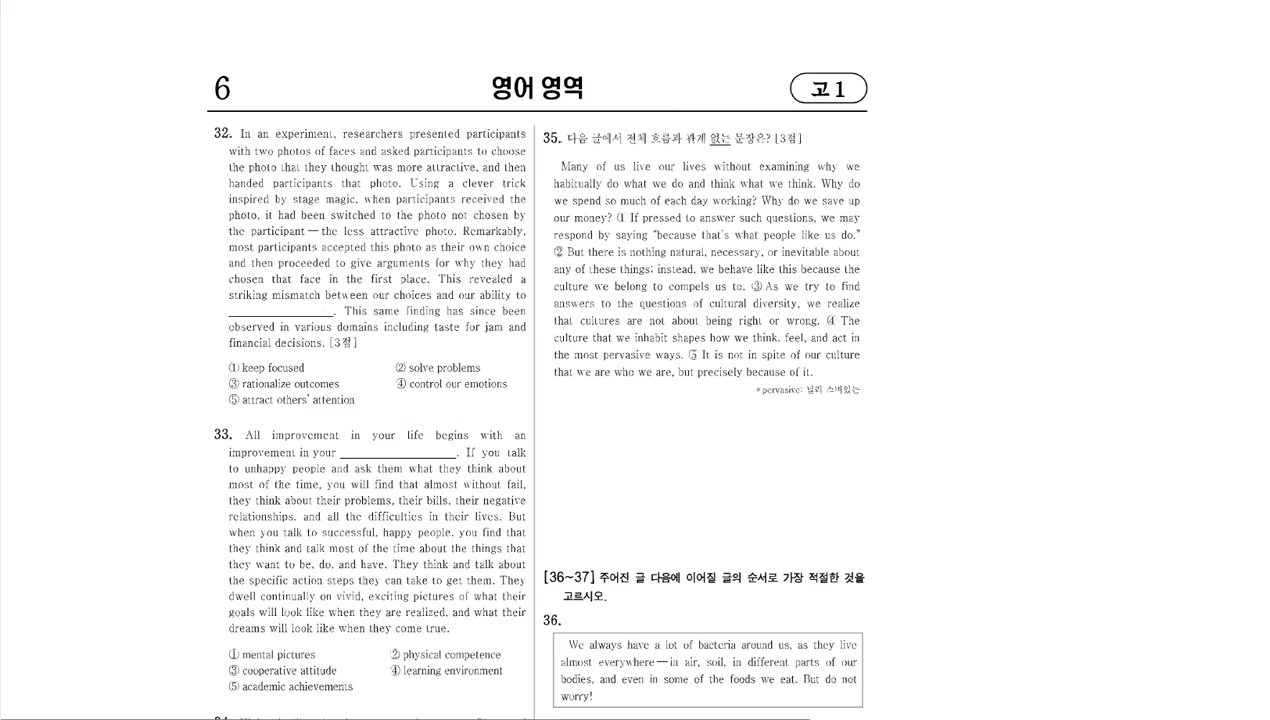 6
영어 영역
고 1
32. In an experiment, researchers presented participants
with two photos of faces and asked participants to choose
the photo that they thought was more attractive, and then
handed participants that photo. Using a clever trick
inspired by stage magic, when participants received the
photo, it had been switched to the photo not chosen by
the participant — the less attractive photo. Remarkably,
most participants accepted this photo as their own choice
and then proceeded to give arguments for why they had
chosen that face in the first place. This revealed a
striking mismatch between our choices and our ability to
. This same finding has since been
observed in various domains including taste for jam and
financial decisions. [3점]
① keep focused
② solve problems
③ rationalize outcomes
④ control our emotions
⑤ attract others' attention
33. All improvement in your life begins with an
improvement in your . If you talk
to unhappy people and ask them what they think about
most of the time, you will find that almost without fail,
they think about their problems, their bills, their negative
relationships, and all the difficulties in their lives. But
when you talk to successful, happy people, you find that
they think and talk most of the time about the things that
they want to be, do, and have. They think and talk about
the specific action steps they can take to get them. They
dwell continually on vivid, exciting pictures of what their
goals will look like when they are realized, and what their
dreams will look like when they come true.
① mental pictures
② physical competence
③ cooperative attitude
④ learning environment
⑤ academic achievements
35. 다음 글에서 전체 흐름과 관계 없는 문장은? [3점]
Many of us live our lives without examining why we
habitually do what we do and think what we think. Why do
we spend so much of each day working? Why do we save up
our money? ① If pressed to answer such questions, we may
respond by saying "because that's what people like us do."
② But there is nothing natural, necessary, or inevitable about
any of these things; instead, we behave like this because the
culture we belong to compels us to. ③ As we try to find
answers to the questions of cultural diversity, we realize
that cultures are not about being right or wrong. ④ The
culture that we inhabit shapes how we think, feel, and act in
the most pervasive ways. ⑤ It is not in spite of our culture
that we are who we are, but precisely because of it.
* pervasive: 널리 스며있는
[36~37] 주어진 글 다음에 이어질 글의 순서로 가장 적절한 것을
고르시오.
36.
We always have a lot of bacteria around us, as they live
almost everywhere — in air, soil, in different parts of our
bodies, and even in some of the foods we eat. But do not
worry!